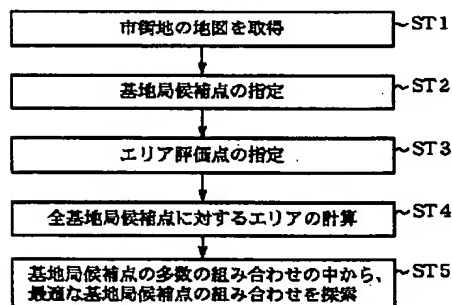 市街地の地図を取得
~ST1
基地局候補点の指定
~ST2
エリア評価点の指定
~ST3
全基地局候補点に対するエリアの計算
~ST4
基地局候補点の多数の組み合わせの中から、
最適な基地局候補点の組み合わせを探索
~ST5